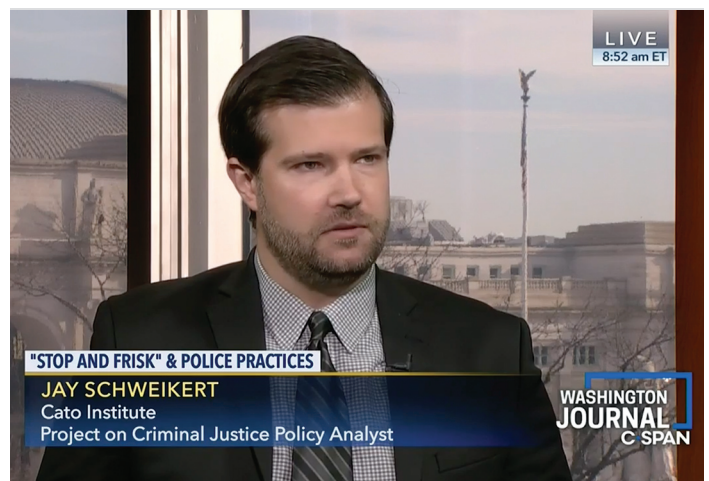 LIVE
8:52 am ET
"STOP AND FRISK" & POLICE PRACTICES
JAY SCHWEIKERT
Cato Institute
Project on Criminal Justice Policy Analyst
WASHINGTON
JOURNAL
C-SPAN